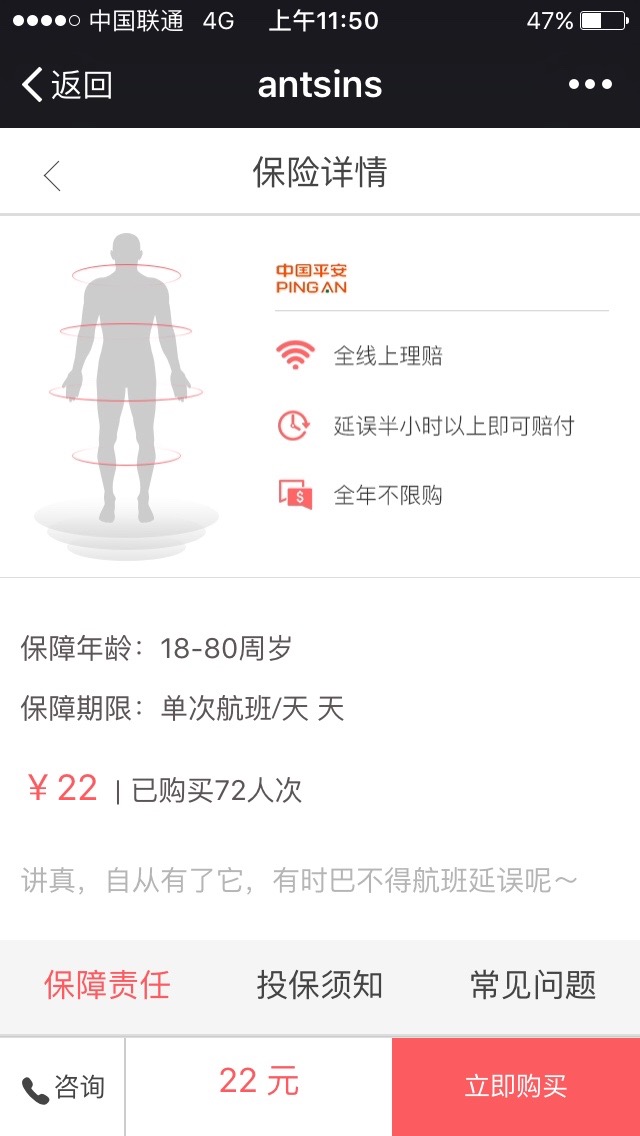 中国联通 4G 上午11:50 47%
返回 antsins
保险详情
中国平安
PING AN
全线上理赔
延误半小时以上即可赔付
$
全年不限购
保障年龄：18-80周岁
保障期限：单次航班/天 天
￥22 | 已购买72人次
讲真，自从有了它，有时巴不得航班延误呢～
保障责任 投保须知 常见问题
咨询 22 元 立即购买